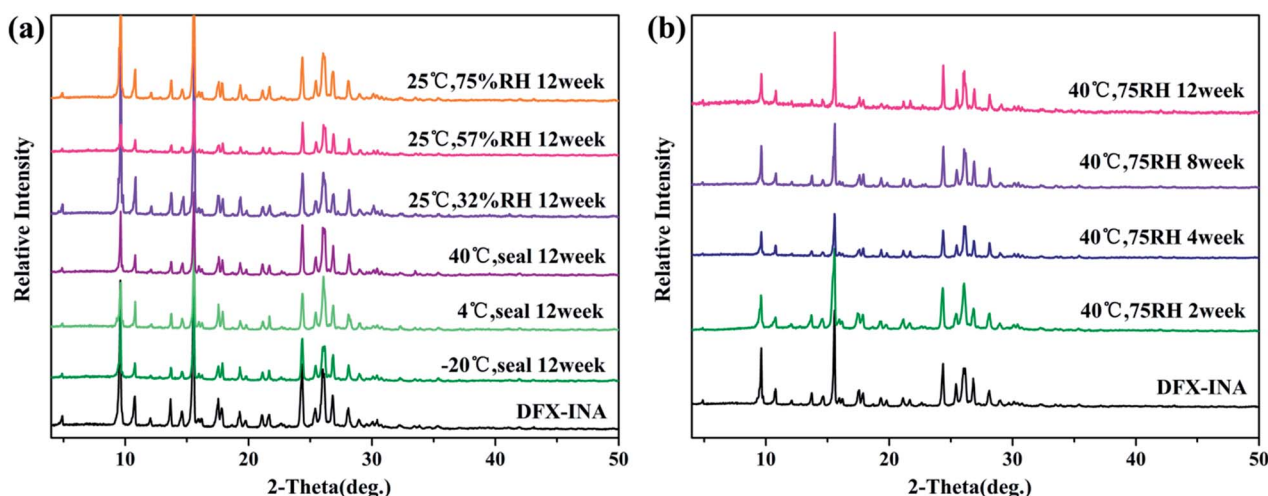 (a)
Relative Intensity
25℃,75%RH 12week
25℃,57%RH 12week
25℃,32%RH 12week
40℃,seal 12week
4℃,seal 12week
-20℃,seal 12week
DFX-INA
10
20
30
40
50
2-Theta(deg.)
(b)
Relative Intensity
40℃,75RH 12week
40℃,75RH 8week
40℃,75RH 4week
40℃,75RH 2week
DFX-INA
10
20
30
40
50
2-Theta(deg.)